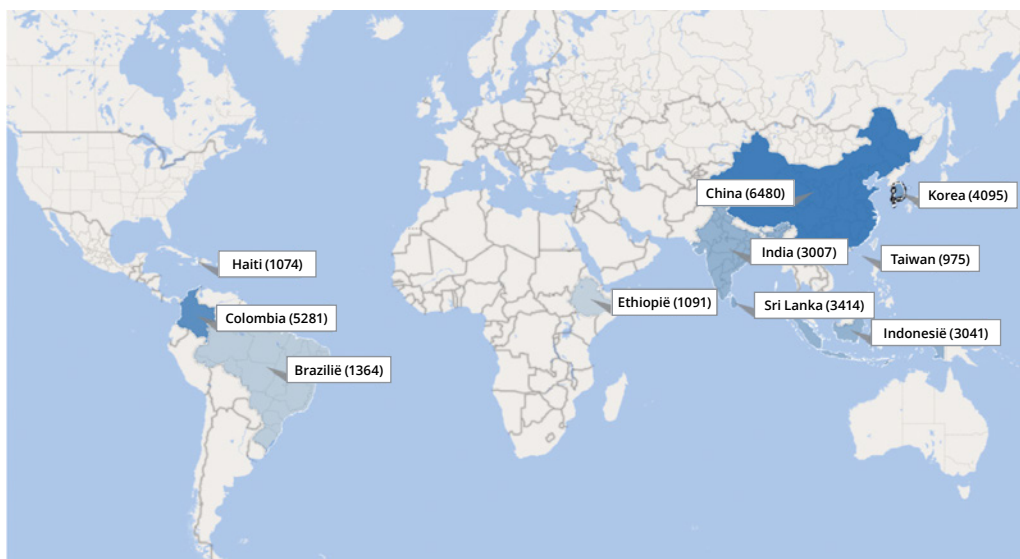 China (6480)
Korea (4095)
India (3007)
Taiwan (975)
Haiti (1074)
Ethiopië (1091)
Sri Lanka (3414)
Colombia (5281)
Indonesië (3041)
Brazilië (1364)